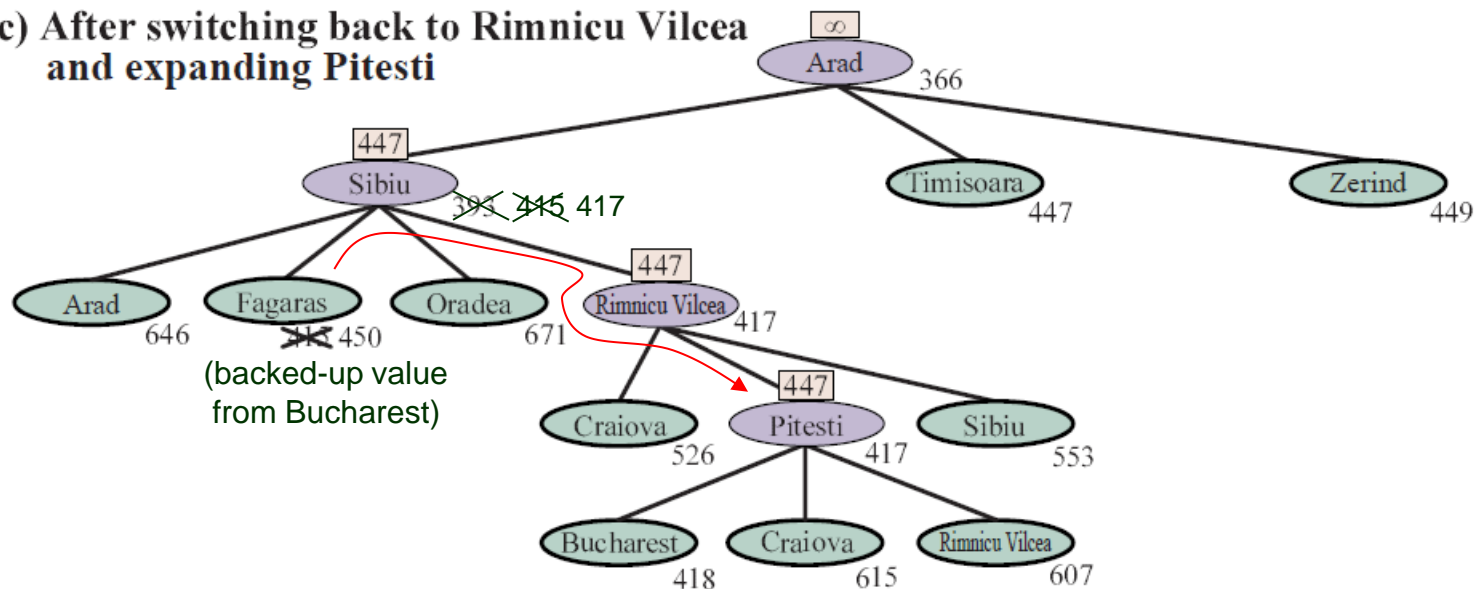 c) After switching back to Rimnicu Vilcea
and expanding Pitesti
∞
Arad
366
447
Sibiu
393 415 417
Timisoara
447
Zerind
449
Arad
646
Fagaras
415 450
(backed-up value
from Bucharest)
Oradea
671
447
Rimnicu Vilcea
417
Craiova
526
447
Pitesti
417
Sibiu
553
Bucharest
418
Craiova
615
Rimnicu Vilcea
607